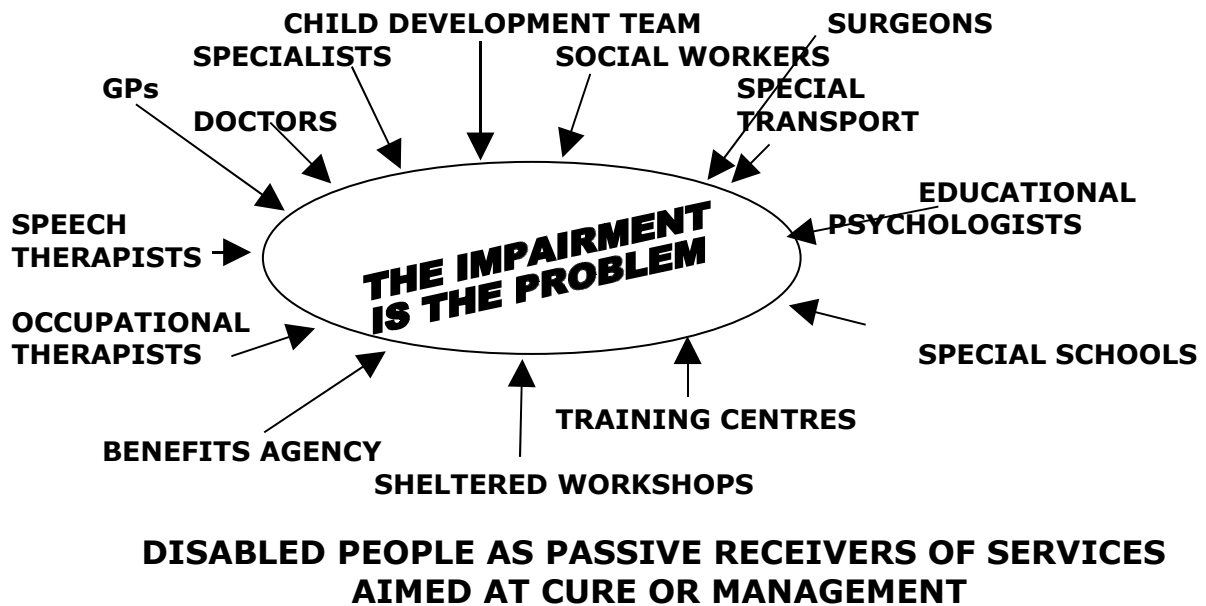 CHILD DEVELOPMENT TEAM
SURGEONS
SPECIALISTS
SOCIAL WORKERS
GPs
SPECIAL
TRANSPORT
DOCTORS
EDUCATIONAL
PSYCHOLOGISTS
SPEECH
THERAPISTS
THE IMPAIRMENT
IS THE PROBLEM
OCCUPATIONAL
THERAPISTS
SPECIAL SCHOOLS
TRAINING CENTRES
BENEFITS AGENCY
SHELTERED WORKSHOPS
DISABLED PEOPLE AS PASSIVE RECEIVERS OF SERVICES
AIMED AT CURE OR MANAGEMENT